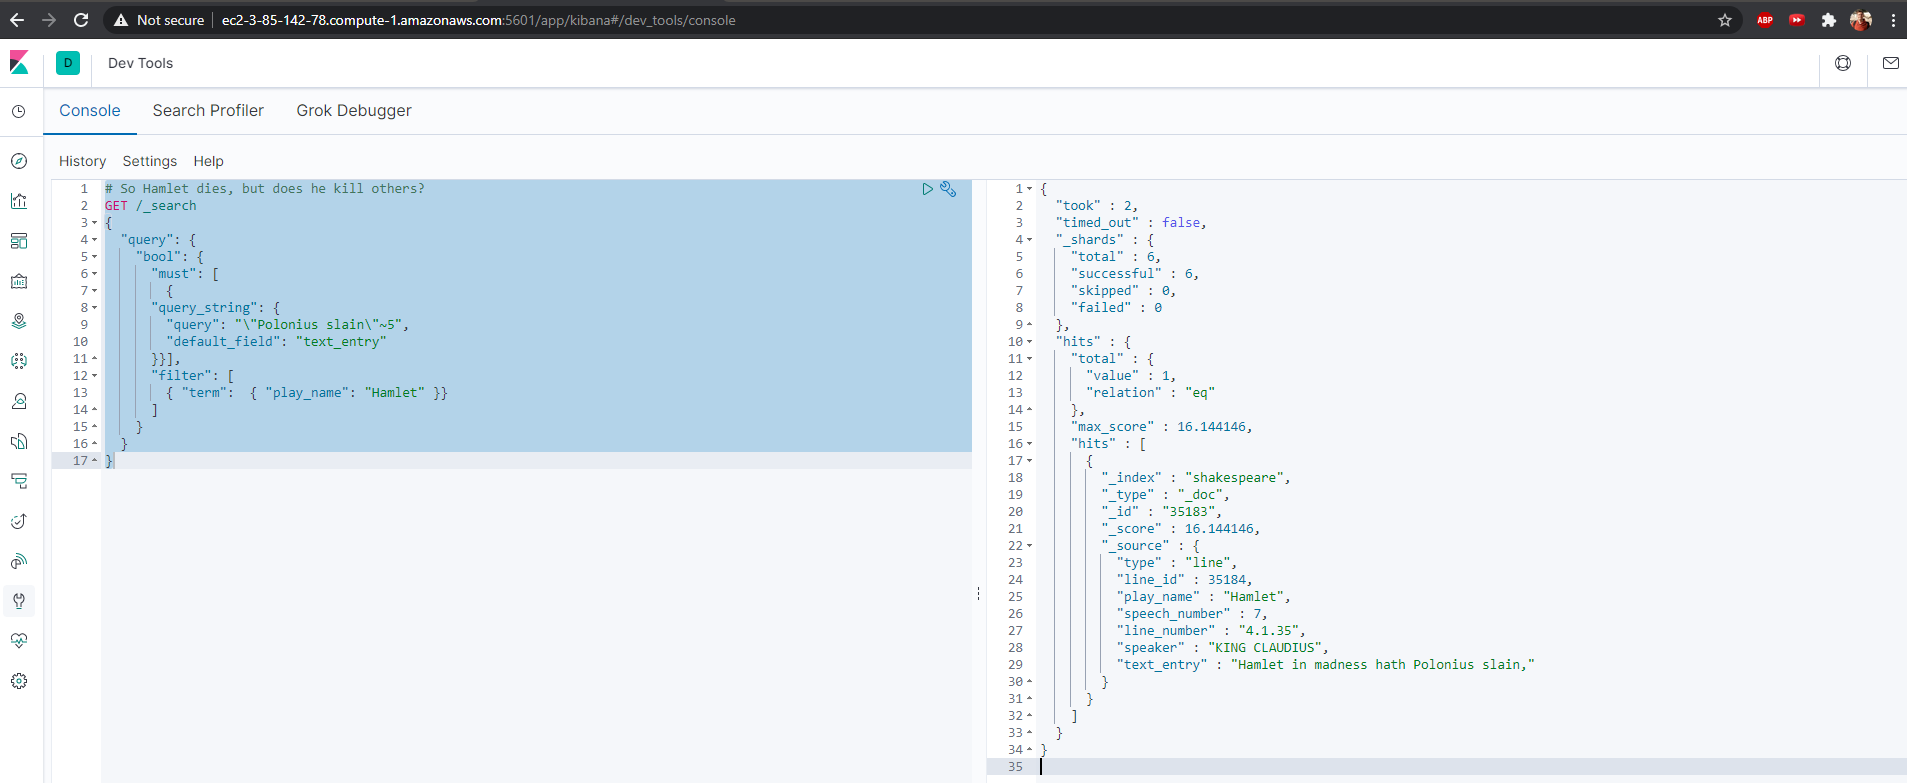 Not secure | ec2-3-85-142-78.compute-1.amazonaws.com:5601/app/kibana#/dev_tools/console
ABP
D Dev Tools
Console Search Profiler Grok Debugger
History Settings Help
1 # So Hamlet dies, but does he kill others?
2 GET /_search
3 {
4   "query": {
5     "bool": {
6       "must": [
7         {
8       "query_string": {
9         "query": "\"Polonius slain\"~5",
10         "default_field": "text_entry"
11       }}],
12       "filter": [
13         { "term":  { "play_name": "Hamlet" }}
14       ]
15     }
16   }
17 }
1 {
2   "took" : 2,
3   "timed_out" : false,
4   "_shards" : {
5     "total" : 6,
6     "successful" : 6,
7     "skipped" : 0,
8     "failed" : 0
9   },
10   "hits" : {
11     "total" : {
12       "value" : 1,
13       "relation" : "eq"
14     },
15     "max_score" : 16.144146,
16     "hits" : [
17       {
18         "_index" : "shakespeare",
19         "_type" : "_doc",
20         "_id" : "35183",
21         "_score" : 16.144146,
22         "_source" : {
23           "type" : "line",
24           "line_id" : 35184,
25           "play_name" : "Hamlet",
26           "speech_number" : 7,
27           "line_number" : "4.1.35",
28           "speaker" : "KING CLAUDIUS",
29           "text_entry" : "Hamlet in madness hath Polonius slain,"
30         }
31       }
32     ]
33   }
34 }
35